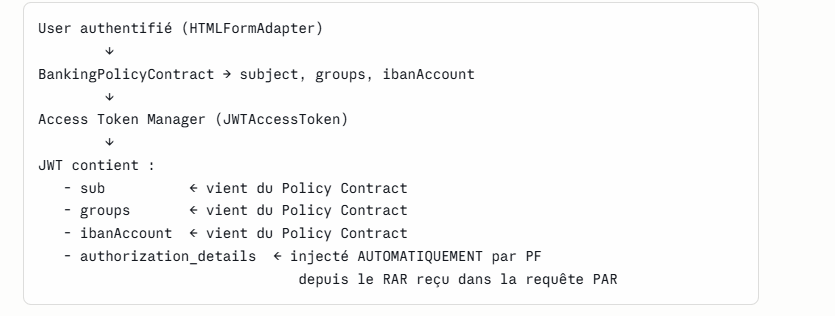 User authentifié (HTMLFormAdapter)
↓
BankingPolicyContract → subject, groups, ibanAccount
↓
Access Token Manager (JWTAccessToken)
↓
JWT contient :
- sub ← vient du Policy Contract
- groups ← vient du Policy Contract
- ibanAccount ← vient du Policy Contract
- authorization_details ← injecté AUTOMATIQUEMENT par PF
depuis le RAR reçu dans la requête PAR